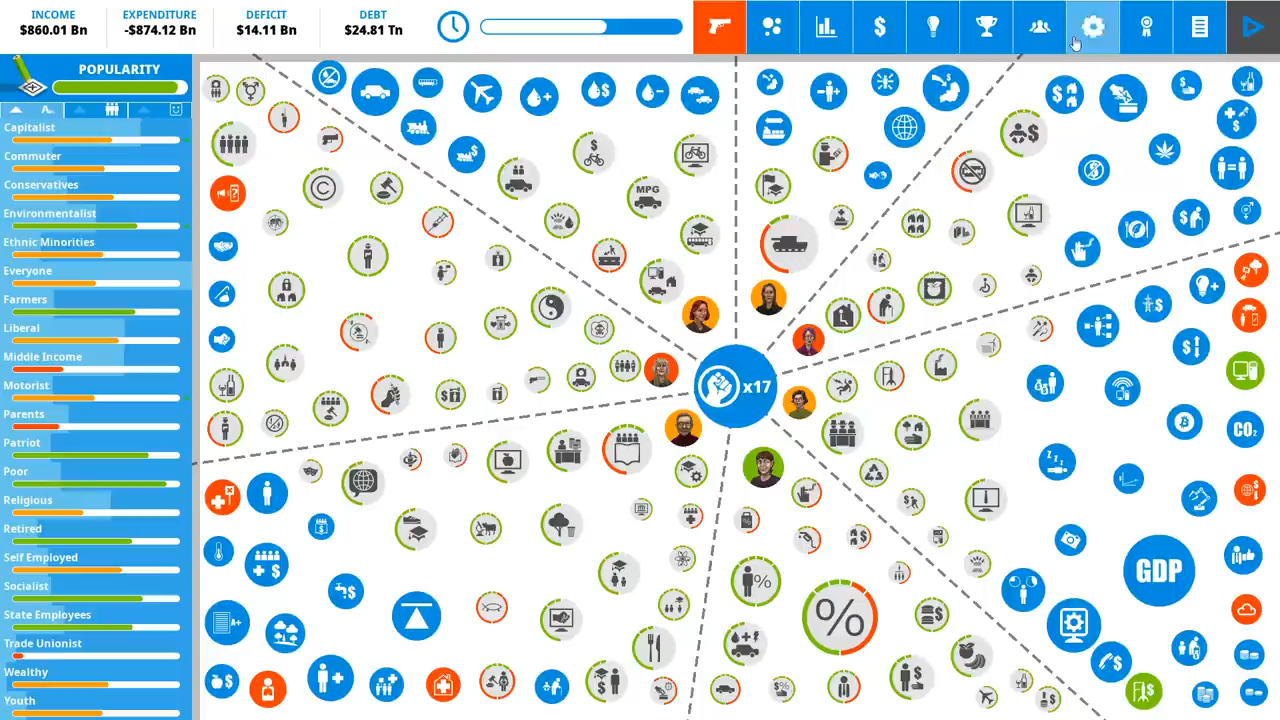 INCOME
$860.01 Bn
EXPENDITURE
-$874.12 Bn
DEFICIT
$14.11 Bn
DEBT
$24.81 Tn
POPULARITY
A..
Capitalist
Commuter
Conservatives
Environmentalist
Ethnic Minorities
Everyone
Farmers
Liberal
Middle Income
Motorist
Parents
Patriot
Poor
Religious
Retired
Self Employed
Socialist
State Employees
Trade Unionist
Wealthy
Youth
MPG
x17
CO₂
Z Z Z
GDP
A+
%
%